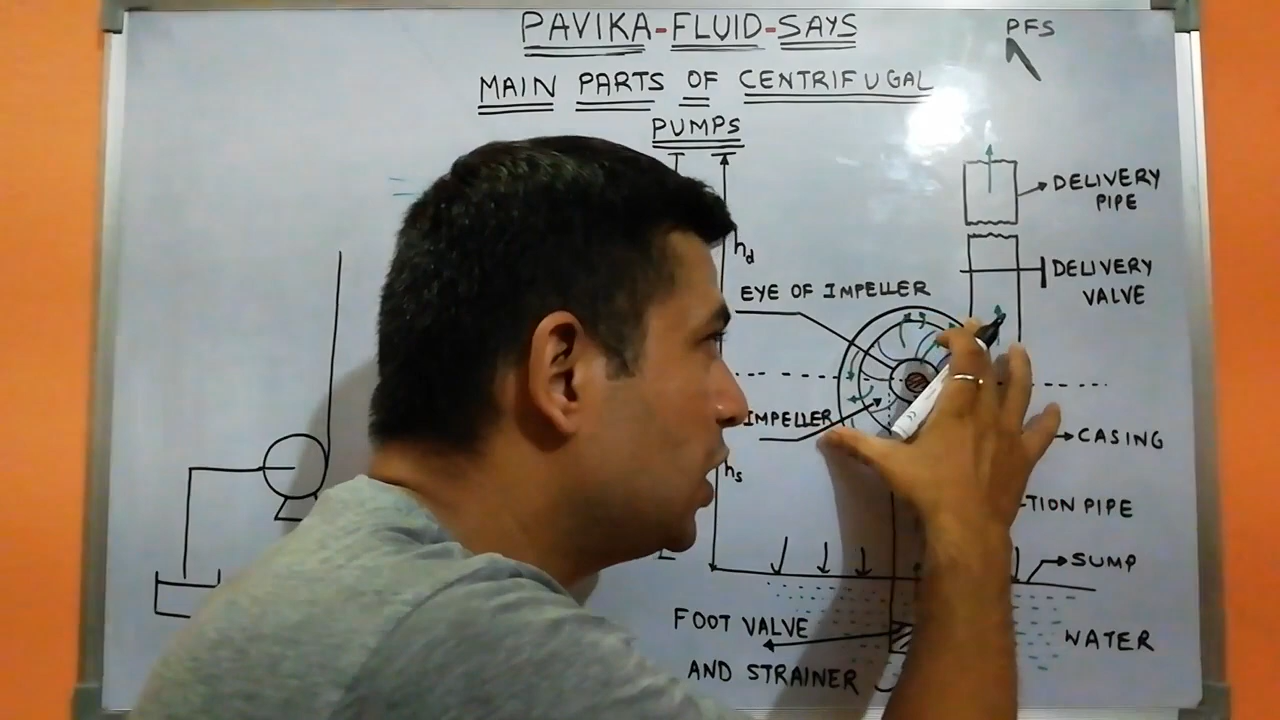 PAVIKA-FLUID-SAYS
PFS
MAIN PARTS OF CENTRIFUGAL
PUMPS
DELIVERY
PIPE
hd
DELIVERY
VALVE
EYE OF IMPELLER
IMPELLER
CASING
hs
TION PIPE
SUMP
FOOT VALVE
AND STRAINER
WATER